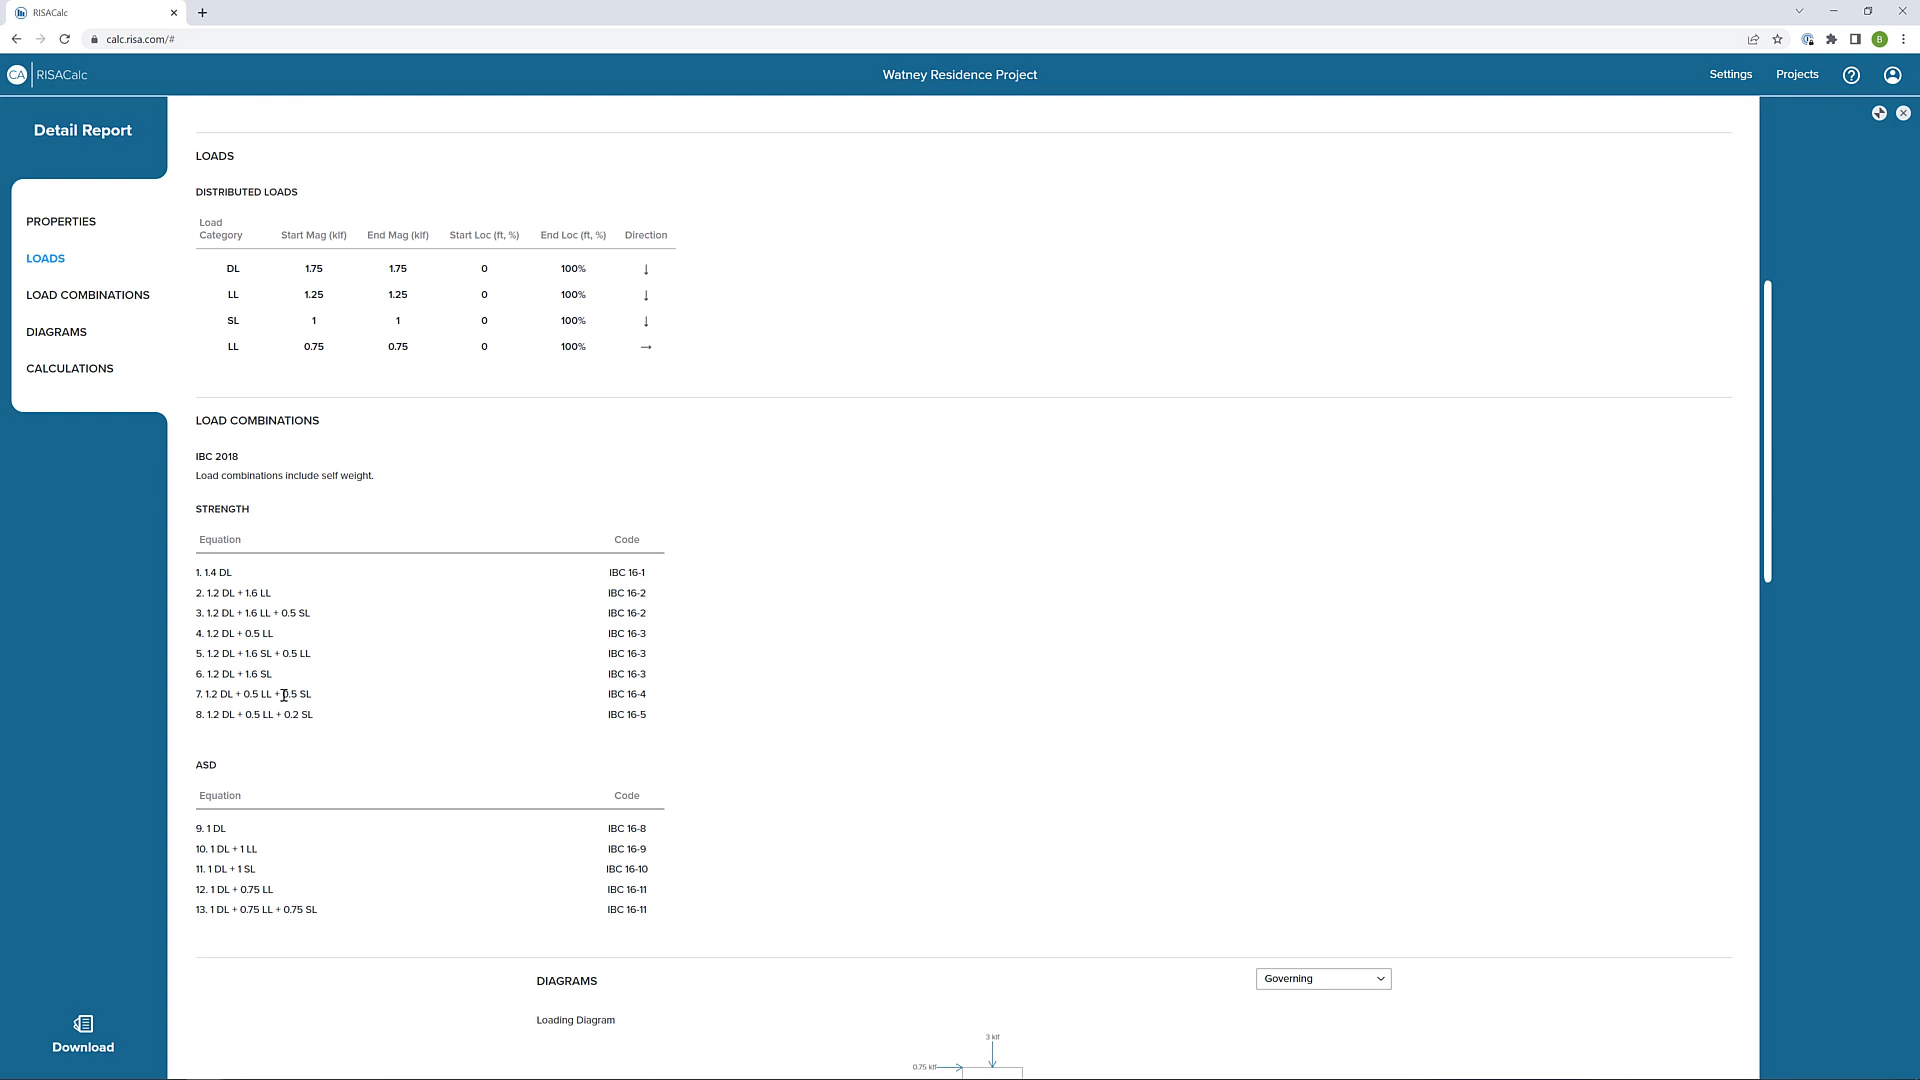 RISACalc
calc.risa.com/#
B
CA RISACalc
Watney Residence Project
Settings
Projects
Detail Report
PROPERTIES
LOADS
LOAD COMBINATIONS
DIAGRAMS
CALCULATIONS
Download
LOADS
DISTRIBUTED LOADS
Load Category Start Mag (klf) End Mag (klf) Start Loc (ft, %) End Loc (ft, %) Direction
DL 1.75 1.75 0 100% ↓
LL 1.25 1.25 0 100% ↓
SL 1 1 0 100% ↓
LL 0.75 0.75 0 100% →
LOAD COMBINATIONS
IBC 2018
Load combinations include self weight.
STRENGTH
Equation Code
1. 1.4 DL IBC 16-1
2. 1.2 DL + 1.6 LL IBC 16-2
3. 1.2 DL + 1.6 LL + 0.5 SL IBC 16-2
4. 1.2 DL + 0.5 LL IBC 16-3
5. 1.2 DL + 1.6 SL + 0.5 LL IBC 16-3
6. 1.2 DL + 1.6 SL IBC 16-3
7. 1.2 DL + 0.5 LL + 0.5 SL IBC 16-4
8. 1.2 DL + 0.5 LL + 0.2 SL IBC 16-5
ASD
Equation Code
9. 1 DL IBC 16-8
10. 1 DL + 1 LL IBC 16-9
11. 1 DL + 1 SL IBC 16-10
12. 1 DL + 0.75 LL IBC 16-11
13. 1 DL + 0.75 LL + 0.75 SL IBC 16-11
DIAGRAMS
Governing
Loading Diagram
3 klf
0.75 klf